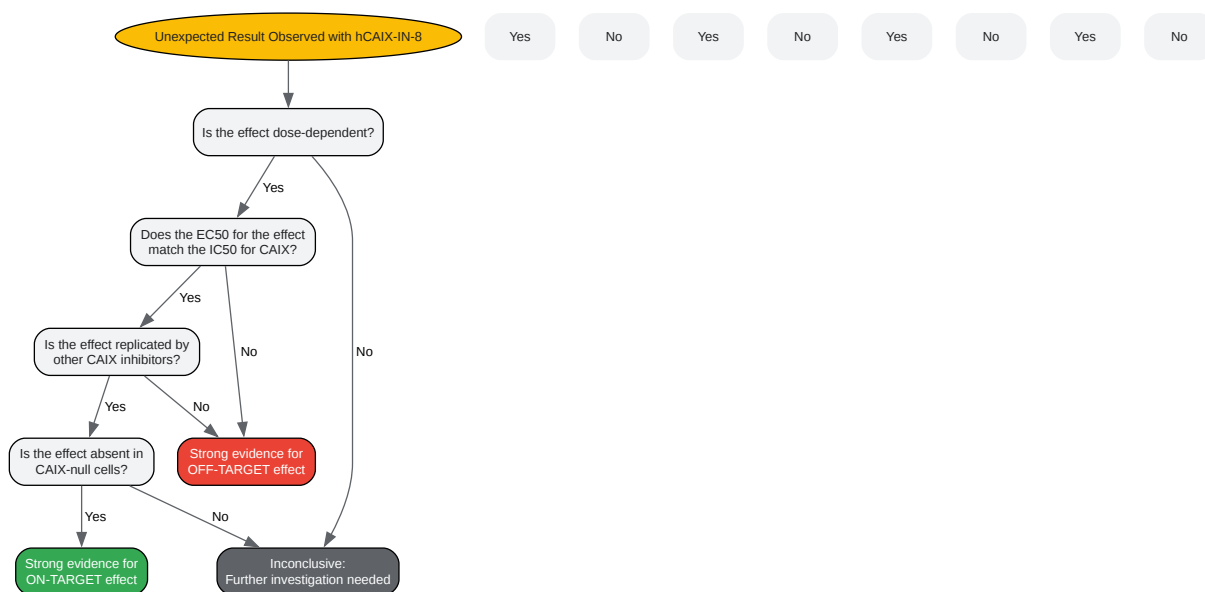 Unexpected Result Observed with hCAIX-IN-8
Yes
No
Yes
No
Yes
No
Yes
No
Is the effect dose-dependent?
Yes
Does the EC50 for the effect
match the IC50 for CAIX?
Yes
Is the effect replicated by
other CAIX inhibitors?
No
No
Yes
No
Is the effect absent in
CAIX-null cells?
Strong evidence for
OFF-TARGET effect
Yes
No
Strong evidence for
ON-TARGET effect
Inconclusive:
Further investigation needed